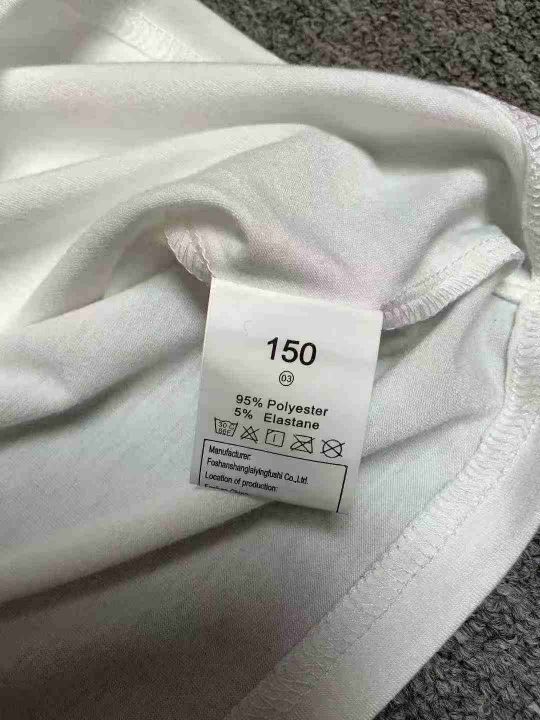 150
03
95% Polyester
5% Elastane
30
Manufacturer:
Foshanshanglaiyingfushi Co.,Ltd.
Location of production: